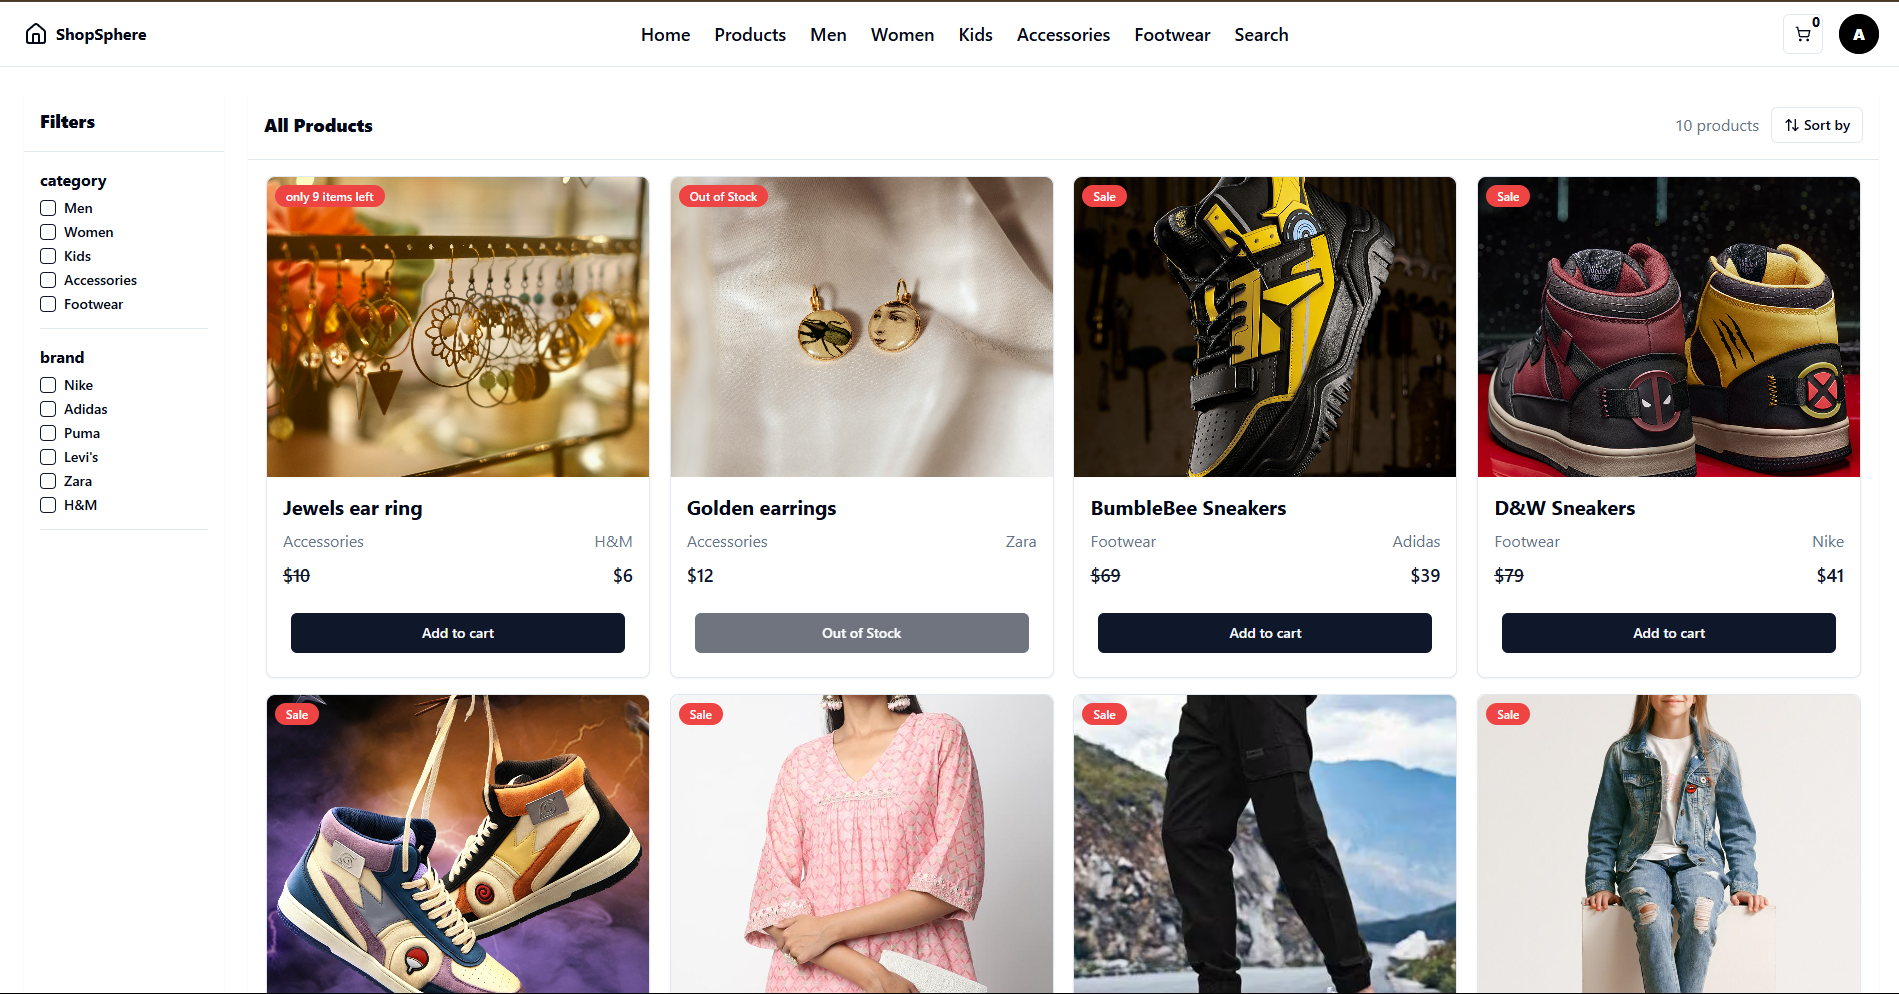 ShopSphere
Home Products Men Women Kids Accessories Footwear Search
0
A
Filters
category
Men
Women
Kids
Accessories
Footwear
brand
Nike
Adidas
Puma
Levi's
Zara
H&M
All Products
10 products
Sort by
only 9 items left
Jewels ear ring
Accessories H&M
$10 $6
Add to cart
Out of Stock
Golden earrings
Accessories Zara
$12
Out of Stock
Sale
BumbleBee Sneakers
Footwear Adidas
$69 $39
Add to cart
Sale
D&W Sneakers
Footwear Nike
$79 $41
Add to cart
Sale
Sale
Sale
Sale